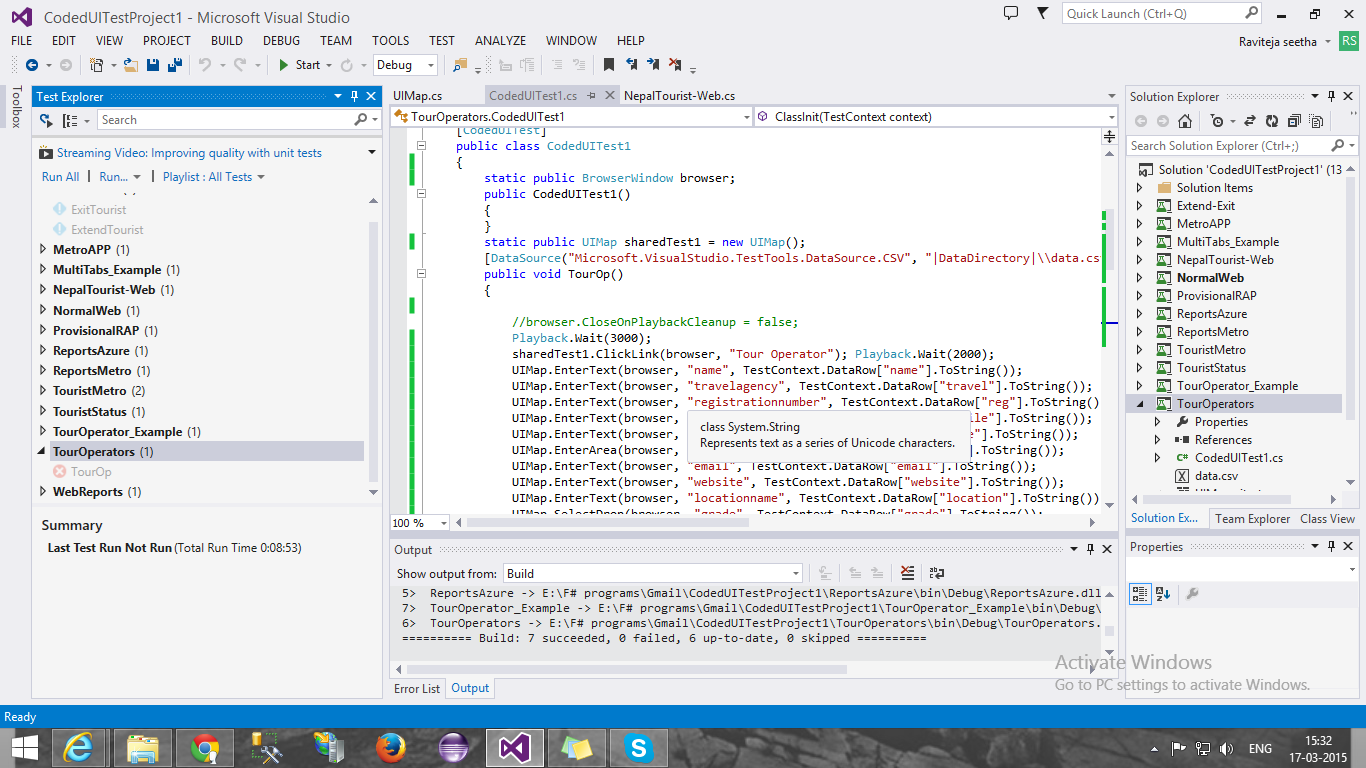 CodedUITestProject1 - Microsoft Visual Studio
Quick Launch (Ctrl+Q)
FILE EDIT VIEW PROJECT BUILD DEBUG TEAM TOOLS TEST ANALYZE WINDOW HELP
Raviteja seetha RS
Start Debug
Toolbox
Test Explorer
Search
Streaming Video: Improving quality with unit tests
Run All | Run... | Playlist : All Tests
ExitTourist
ExtendTourist
MetroAPP (1)
MultiTabs_Example (1)
NepalTourist-Web (1)
NormalWeb (1)
ProvisionalRAP (1)
ReportsAzure (1)
ReportsMetro (1)
TouristMetro (2)
TouristStatus (1)
TourOperator_Example (1)
TourOperators (1)
TourOp
WebReports (1)
Summary
Last Test Run Not Run (Total Run Time 0:08:53)
UIMap.cs CodedUITest1.cs NepalTourist-Web.cs
TourOperators.CodedUITest1 ClassInit(TestContext context)
[CodedUITest]
public class CodedUITest1
{
static public BrowserWindow browser;
public CodedUITest1()
{
}
static public UIMap sharedTest1 = new UIMap();
[DataSource("Microsoft.VisualStudio.TestTools.DataSource.CSV", "|DataDirectory|\\data.cs
public void TourOp()
{
//browser.CloseOnPlaybackCleanup = false;
Playback.Wait(3000);
sharedTest1.ClickLink(browser, "Tour Operator"); Playback.Wait(2000);
UIMap.EnterText(browser, "name", TestContext.DataRow["name"].ToString());
UIMap.EnterText(browser, "travelagency", TestContext.DataRow["travel"].ToString());
UIMap.EnterText(browser, "registrationnumber", TestContext.DataRow["reg"].ToString()
UIMap.EnterText(browser, ile"].ToString());
UIMap.EnterText(browser, e"].ToString());
UIMap.EnterArea(browser, ].ToString());
class System.String
Represents text as a series of Unicode characters.
UIMap.EnterText(browser, "email", TestContext.DataRow["email"].ToString());
UIMap.EnterText(browser, "website", TestContext.DataRow["website"].ToString());
UIMap.EnterText(browser, "locationname", TestContext.DataRow["location"].ToString())
UIMap.SelectDrop(browser, "grade", TestContext.DataRow["grade"].ToString());
100 %
Output
Show output from: Build
5> ReportsAzure -> E:\F# programs\Gmail\CodedUITestProject1\ReportsAzure\bin\Debug\ReportsAzure.dll
7> TourOperator_Example -> E:\F# programs\Gmail\CodedUITestProject1\TourOperator_Example\bin\Debug\
6> TourOperators -> E:\F# programs\Gmail\CodedUITestProject1\TourOperators\bin\Debug\TourOperators.
========== Build: 7 succeeded, 0 failed, 6 up-to-date, 0 skipped ==========
Error List Output
Solution Explorer
Search Solution Explorer (Ctrl+;)
Solution 'CodedUITestProject1' (13
Solution Items
Extend-Exit
MetroAPP
MultiTabs_Example
NepalTourist-Web
NormalWeb
ProvisionalRAP
ReportsAzure
ReportsMetro
TouristMetro
TouristStatus
TourOperator_Example
TourOperators
Properties
References
C# CodedUITest1.cs
data.csv
Solution Ex... Team Explorer Class View
Properties
Activate Windows
Go to PC settings to activate Windows.
Ready
ENG
15:32
17-03-2015